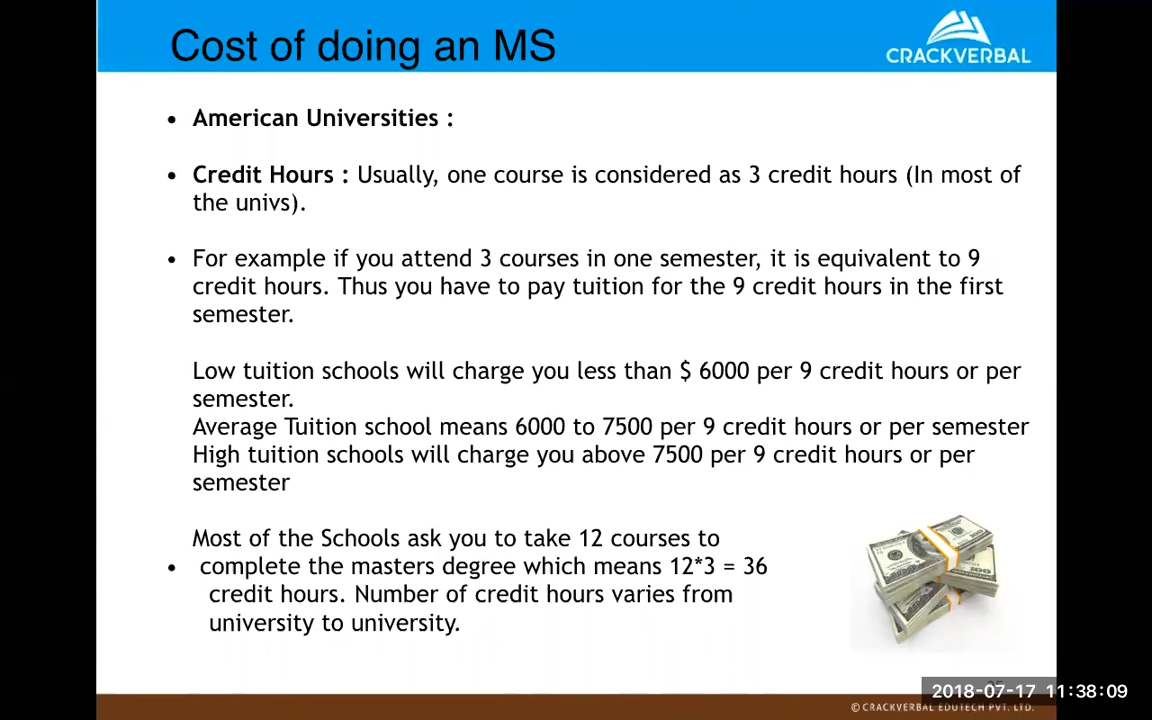 Cost of doing an MS
CRACKVERBAL
• American Universities :
• Credit Hours : Usually, one course is considered as 3 credit hours (In most of
the univs).
• For example if you attend 3 courses in one semester, it is equivalent to 9
credit hours. Thus you have to pay tuition for the 9 credit hours in the first
semester.
Low tuition schools will charge you less than $ 6000 per 9 credit hours or per
semester.
Average Tuition school means 6000 to 7500 per 9 credit hours or per semester
High tuition schools will charge you above 7500 per 9 credit hours or per
semester
Most of the Schools ask you to take 12 courses to
• complete the masters degree which means 12*3 = 36
credit hours. Number of credit hours varies from
university to university.
2018-07-17 11:38:09
© CRACKVERBAL EDUTECH PVT. LTD.